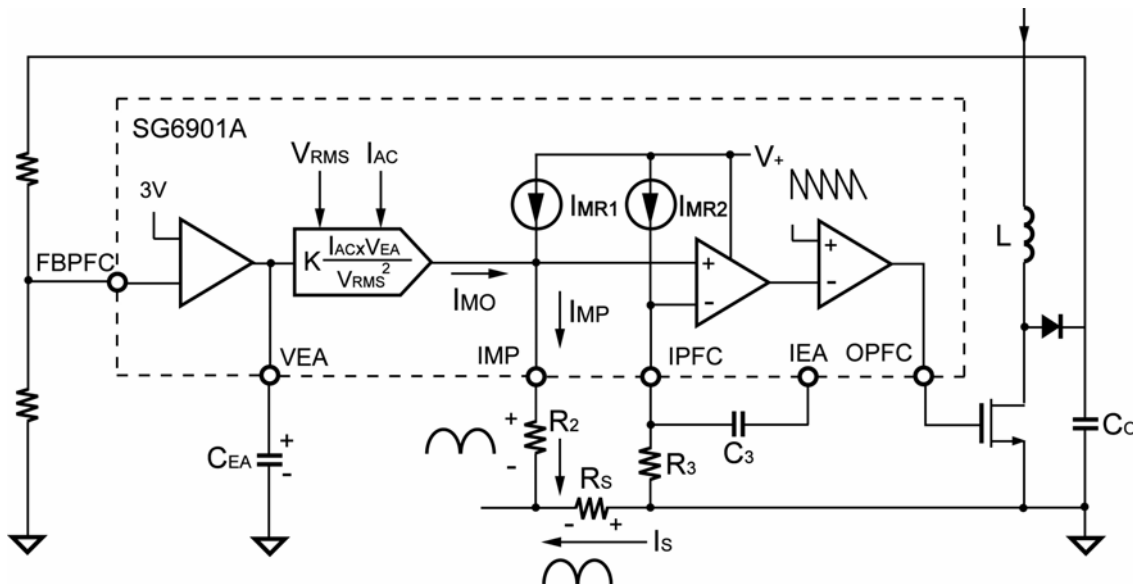 SG6901A
VRMS IAC
V+
3V
IMR1 IMR2
FBPFC
K IACxVEA
VRMS2
L
+
-
+
-
IMO
IMP
VEA IMP IPFC IEA OPFC
+
-
R2
CEA
+
-
R3
C3
CO
RS
- +
IS